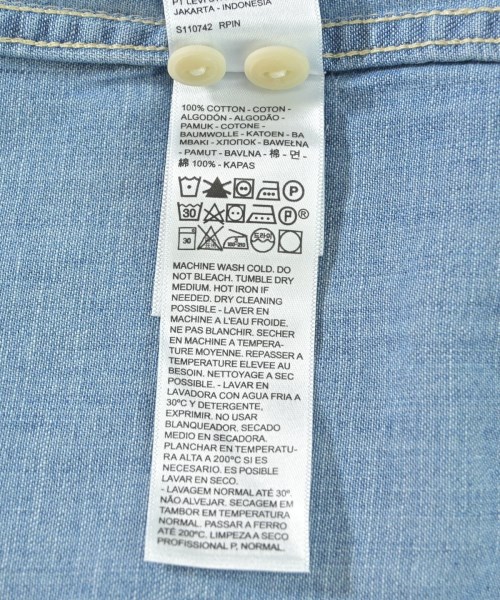 JAKARTA - INDONESIA
S110742 RPIN
100% COTTON - COTON -
ALGODÓN - ALGODÃO -
PAMUK - COTONE -
BAUMWOLLE - KATOEN - BA
MBAKI - ХЛОПОК - BAWEŁNA
- PAMUT - BAVLNA - 棉 - 면 -
綿 100% - KAPAS
P
30 P®
30 드라이
MACHINE WASH COLD. DO
NOT BLEACH. TUMBLE DRY
MEDIUM. HOT IRON IF
NEEDED. DRY CLEANING
POSSIBLE - LAVER EN
MACHINE A L'EAU FROIDE.
NE PAS BLANCHIR. SECHER
EN MACHINE A TEMPERA-
TURE MOYENNE. REPASSER A
TEMPERATURE ELEVEE AU
BESOIN. NETTOYAGE A SEC
POSSIBLE. - LAVAR EN
LAVADORA CON AGUA FRIA A
30ºC Y DETERGENTE,
EXPRIMIR. NO USAR
BLANQUEADOR. SECADO
MEDIO EN SECADORA.
PLANCHAR EN TEMPERATU-
RA ALTA A 200ºC SI ES
NECESARIO. ES POSIBLE
LAVAR EN SECO.
- LAVAGEM NORMAL ATÉ 30º.
NÃO ALVEJAR. SECAGEM EM
TAMBOR EM TEMPERATURA
NORMAL. PASSAR A FERRO
ATÉ 200ºC. LIMPEZA A SECO
PROFISSIONAL P, NORMAL.